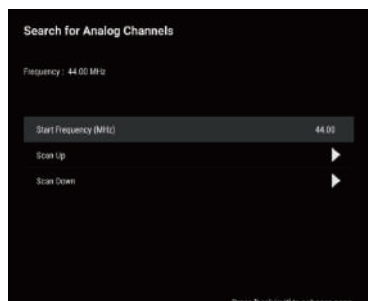 Search for Analog Channels
Frequency : 44.00 MHz
Start Frequency (MHz) 44.00
Scan Up
Scan Down